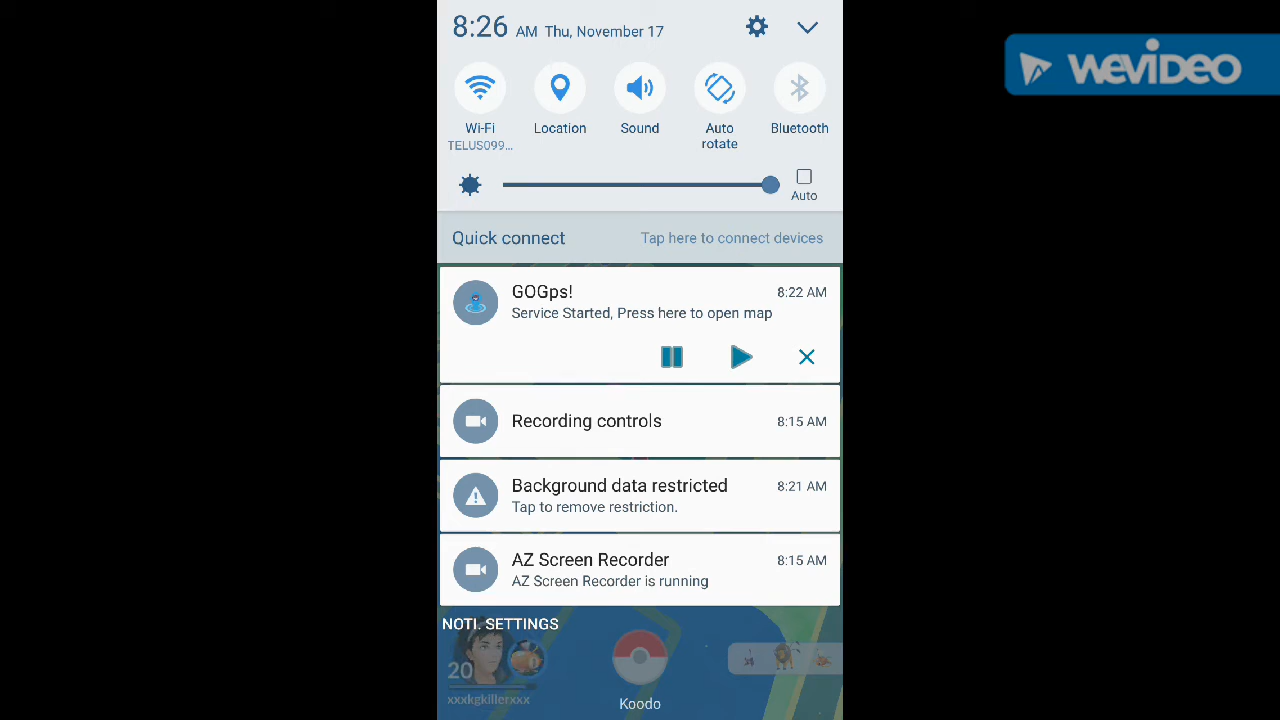 8:26 AM Thu, November 17
WEVIDEO
Wi-Fi
TELUS099...
Location
Sound
Auto
rotate
Bluetooth
Auto
Quick connect
Tap here to connect devices
GOGps!
8:22 AM
Service Started, Press here to open map
Recording controls
8:15 AM
Background data restricted
8:21 AM
Tap to remove restriction.
AZ Screen Recorder
8:15 AM
AZ Screen Recorder is running
NOTI. SETTINGS
20
xxxkgkillerxxx
Koodo